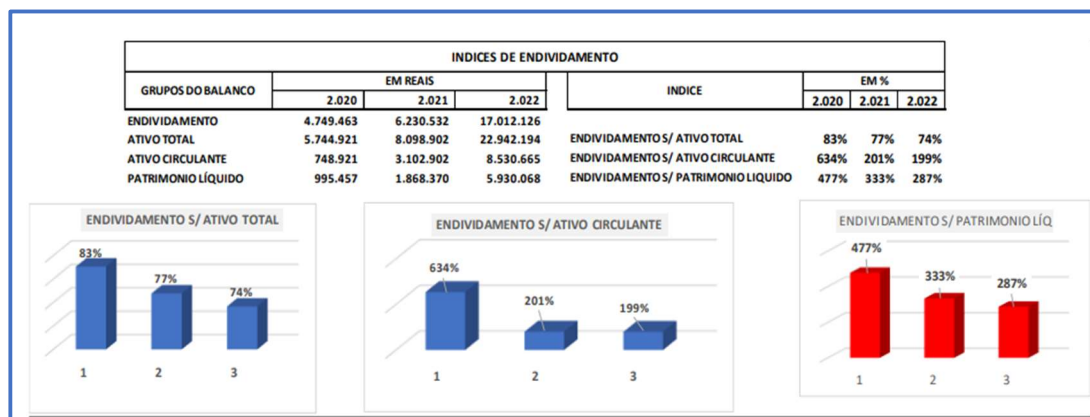 INDICES DE ENDIVIDAMENTO
GRUPOS DO BALANCO EM REAIS INDICE EM %
2.020 2.021 2.022 2.020 2.021 2.022
ENDIVIDAMENTO 4.749.463 6.230.532 17.012.126
ATIVO TOTAL 5.744.921 8.098.902 22.942.194 ENDIVIDAMENTO S/ ATIVO TOTAL 83% 77% 74%
ATIVO CIRCULANTE 748.921 3.102.902 8.530.665 ENDIVIDAMENTO S/ ATIVO CIRCULANTE 634% 201% 199%
PATRIMONIO LÍQUIDO 995.457 1.868.370 5.930.068 ENDIVIDAMENTO S/ PATRIMONIO LIQUIDO 477% 333% 287%
ENDIVIDAMENTO S/ ATIVO TOTAL
83%
77%
74%
1 2 3
ENDIVIDAMENTO S/ ATIVO CIRCULANTE
634%
201%
199%
1 2 3
ENDIVIDAMENTO S/ PATRIMONIO LÍQ
477%
333%
287%
1 2 3